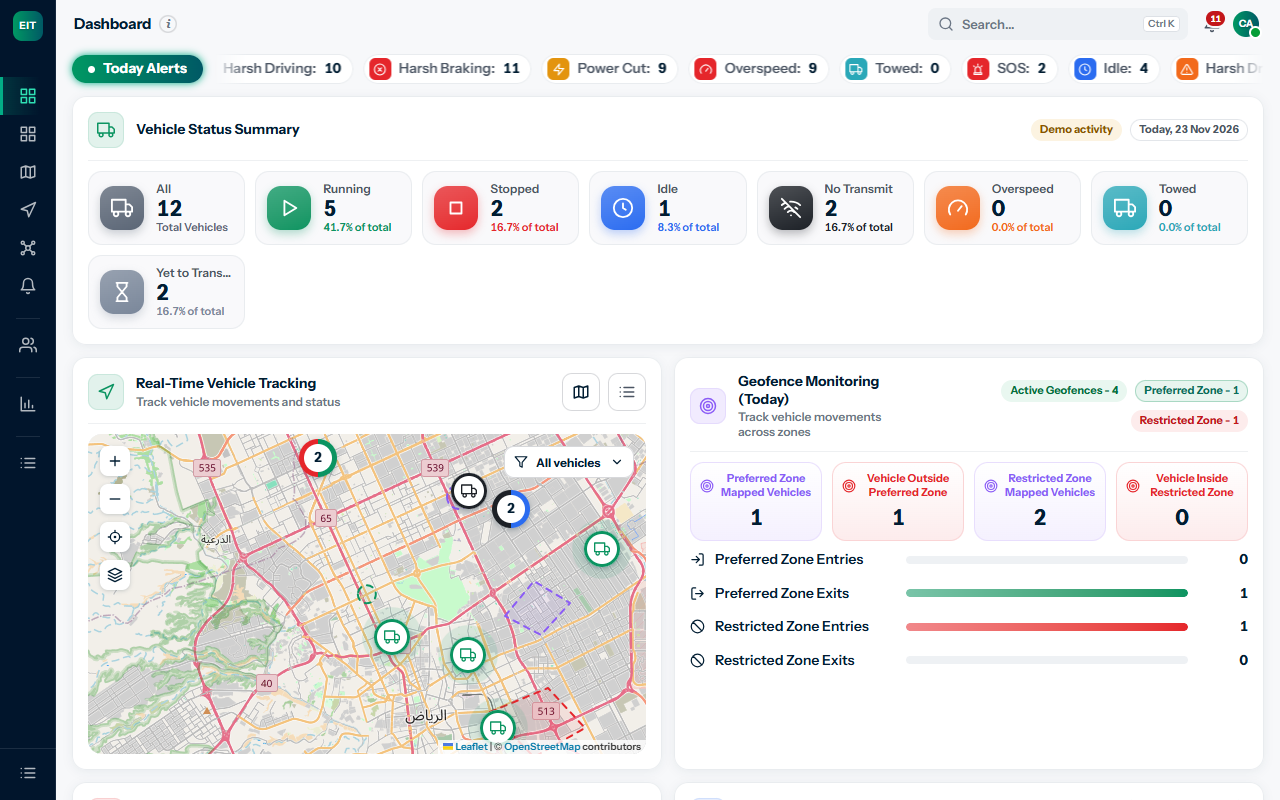 EIT
Dashboard
Search...
Ctrl K
11
CA
Today Alerts
Harsh Driving: 10
Harsh Braking: 11
Power Cut: 9
Overspeed: 9
Towed: 0
SOS: 2
Idle: 4
Harsh
Vehicle Status Summary
Demo activity
Today, 23 Nov 2026
All
12
Total Vehicles
Running
5
41.7% of total
Stopped
2
16.7% of total
Idle
1
8.3% of total
No Transmit
2
16.7% of total
Overspeed
0
0.0% of total
Towed
0
0.0% of total
Yet to Trans...
2
16.7% of total
Real-Time Vehicle Tracking
Track vehicle movements and status
+
−
All vehicles
535
2
539
2
65
الدرعية
40
الرياض
513
Leaflet | © OpenStreetMap contributors
Geofence Monitoring
(Today)
Track vehicle movements
across zones
Active Geofences - 4
Preferred Zone - 1
Restricted Zone - 1
Preferred Zone
Mapped Vehicles
1
Vehicle Outside
Preferred Zone
1
Restricted Zone
Mapped Vehicles
2
Vehicle Inside
Restricted Zone
0
Preferred Zone Entries
0
Preferred Zone Exits
1
Restricted Zone Entries
1
Restricted Zone Exits
0